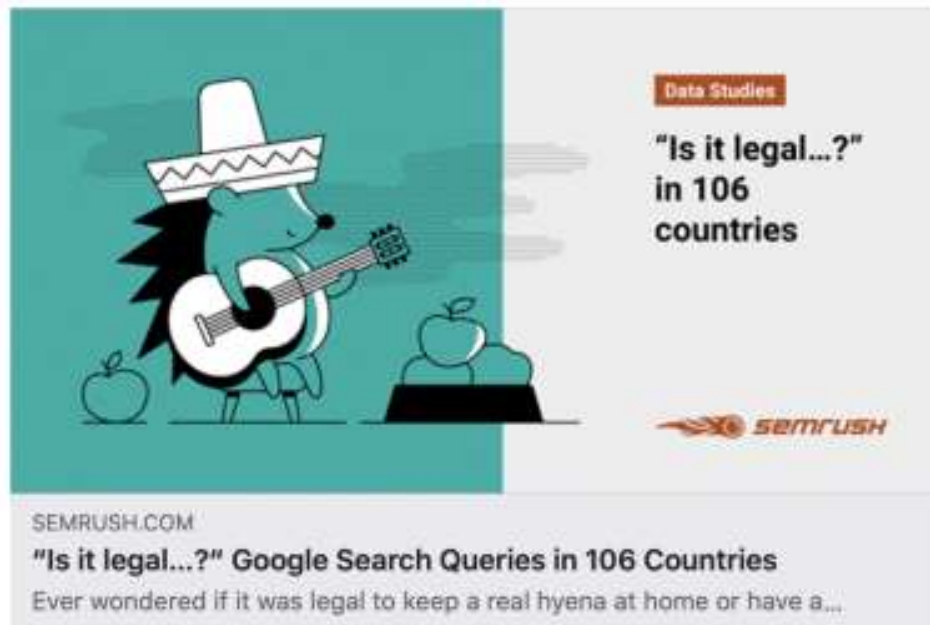 Data Studies
“Is it legal...?”
in 106
countries
semrush
SEMRUSH.COM
“Is it legal...?” Google Search Queries in 106 Countries
Ever wondered if it was legal to keep a real hyena at home or have a...